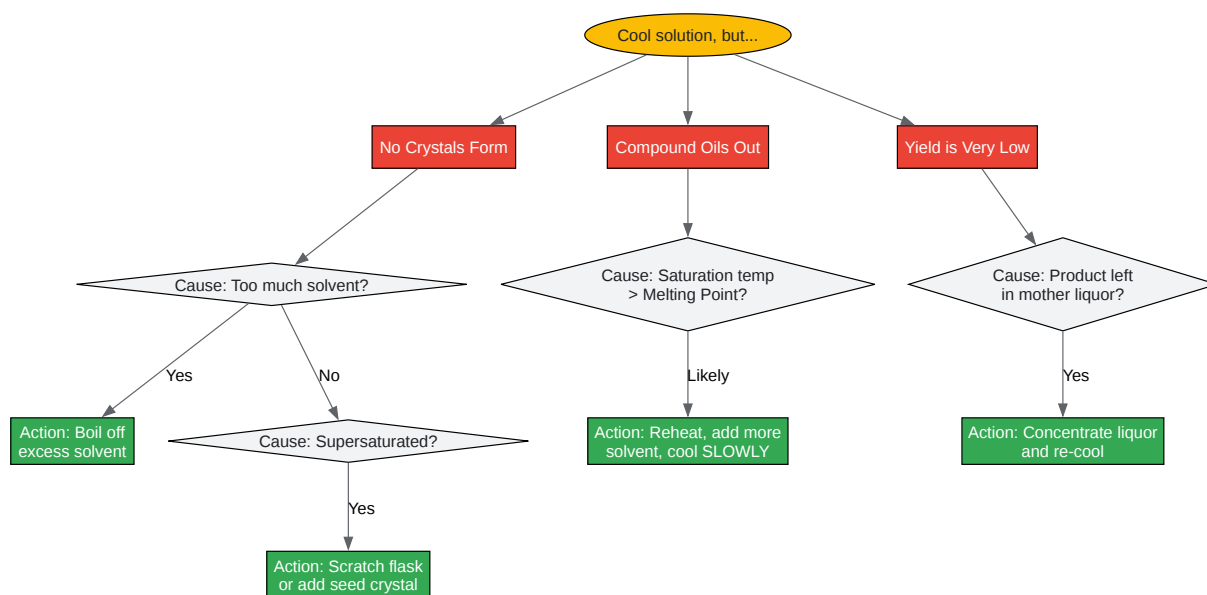 Cool solution, but...
No Crystals Form
Compound Oils Out
Yield is Very Low
Cause: Too much solvent?
Cause: Saturation temp
> Melting Point?
Cause: Product left
in mother liquor?
Yes
No
Likely
Yes
Action: Boil off
excess solvent
Cause: Supersaturated?
Action: Reheat, add more
solvent, cool SLOWLY
Action: Concentrate liquor
and re-cool
Yes
Action: Scratch flask
or add seed crystal